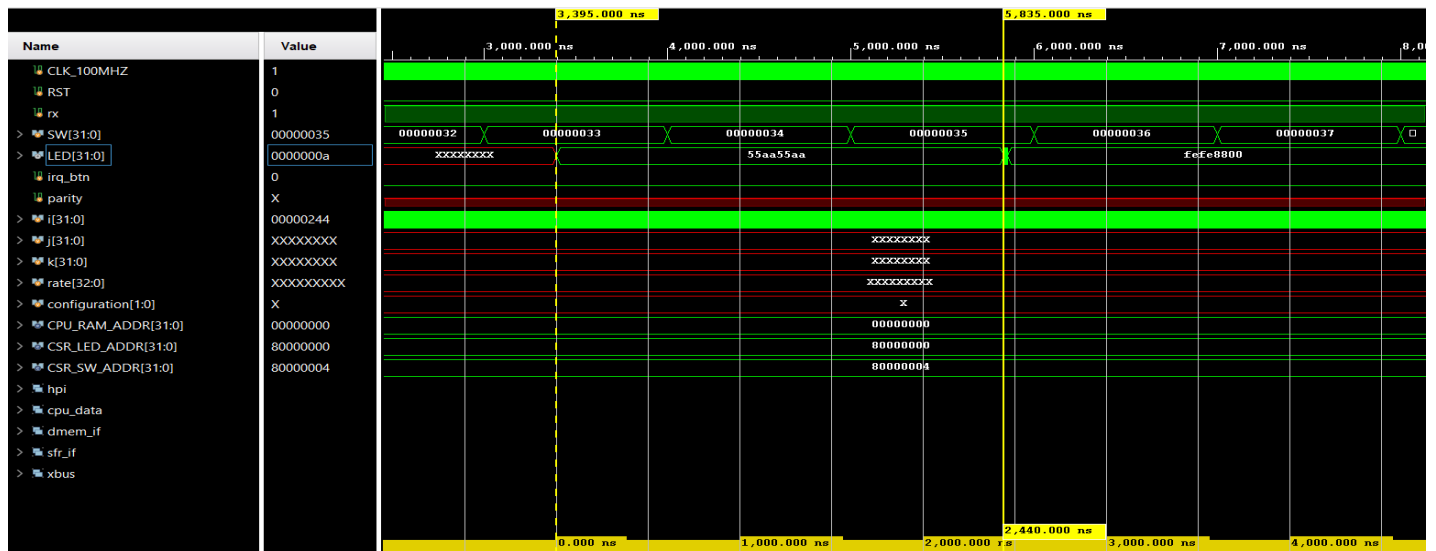 3,395.000 ns 5,835.000 ns
Name Value 3,000.000 ns 4,000.000 ns 5,000.000 ns 6,000.000 ns 7,000.000 ns 8,0
CLK_100MHZ 1
RST 0
rx 1
SW[31:0] 00000035 00000032 00000033 00000034 00000035 00000036 00000037
LED[31:0] 0000000a xxxxxxxx 55aa55aa fefe8800
irq_btn 0
parity X
i[31:0] 00000244
j[31:0] XXXXXXXX xxxxxxxx
k[31:0] XXXXXXXX xxxxxxxx
rate[32:0] XXXXXXXXX xxxxxxxxx
configuration[1:0] X x
CPU_RAM_ADDR[31:0] 00000000 00000000
CSR_LED_ADDR[31:0] 80000000 80000000
CSR_SW_ADDR[31:0] 80000004 80000004
hpi
cpu_data
dmem_if
sfr_if
xbus
2,440.000 ns
0.000 ns 1,000.000 ns 2,000.000 ns 3,000.000 ns 4,000.000 ns